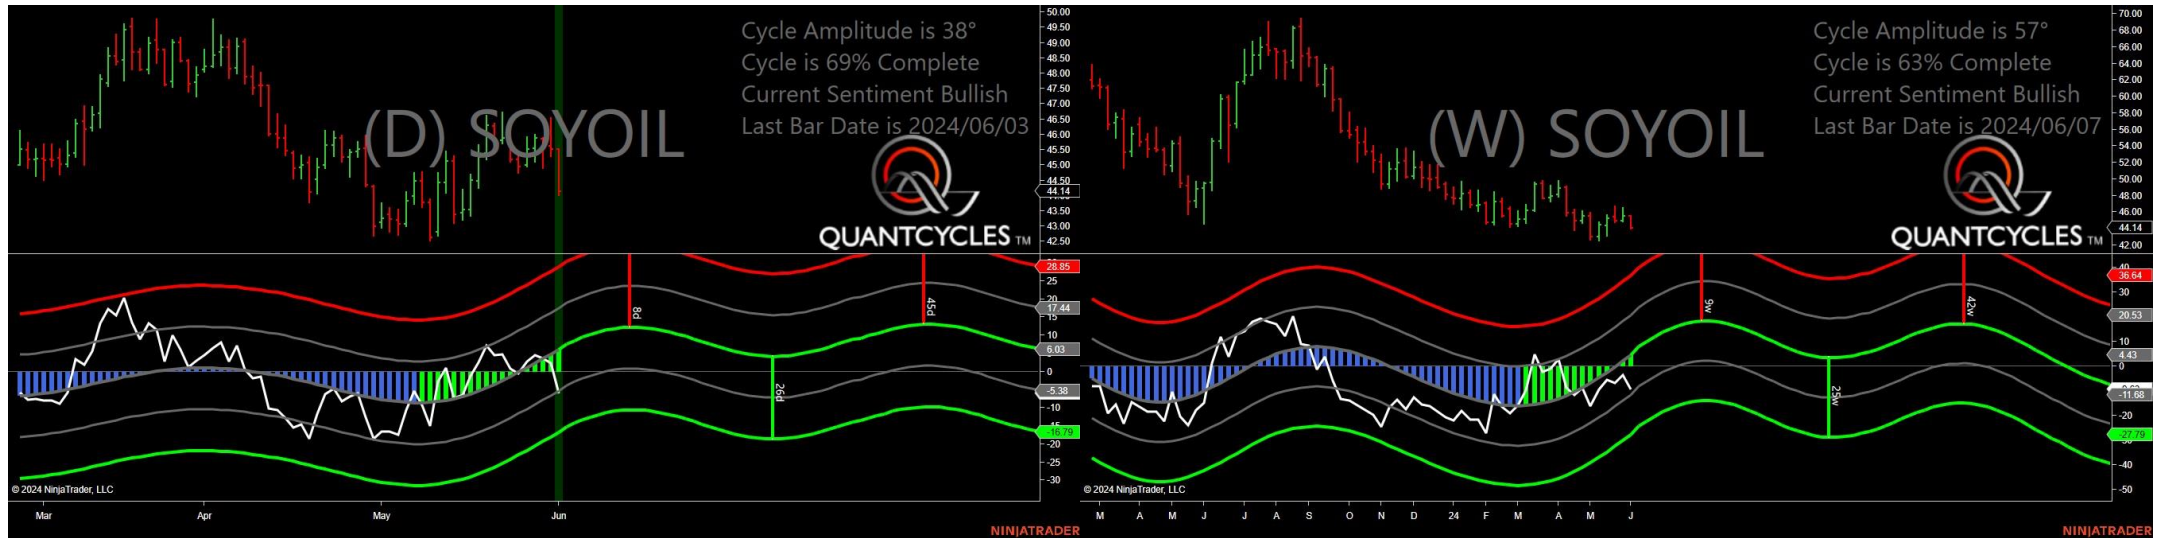 Cycle Amplitude is 38°
Cycle is 69% Complete
Current Sentiment Bullish
Last Bar Date is 2024/06/03
(D) SOYOIL
QUANTCYCLES TM
50.00
49.50
49.00
48.50
48.00
47.50
47.00
46.50
46.00
45.50
45.00
44.50
44.14
43.50
43.00
42.50
28.85
25
20
17.44
15
10
6.03
0
-5.38
-10
-16.79
-20
-25
-30
8d
26d
45d
© 2024 NinjaTrader, LLC
Mar Apr May Jun
NINJATRADER
Cycle Amplitude is 57°
Cycle is 63% Complete
Current Sentiment Bullish
Last Bar Date is 2024/06/07
(W) SOYOIL
QUANTCYCLES TM
70.00
68.00
66.00
64.00
62.00
60.00
58.00
56.00
54.00
52.00
50.00
48.00
46.00
44.14
42.00
40
36.64
30
20.53
10
4.43
-11.68
-20
-27.79
-40
-50
9w
25w
42w
© 2024 NinjaTrader, LLC
M A M J J A S O N D 24 F M A M J
NINJATRADER